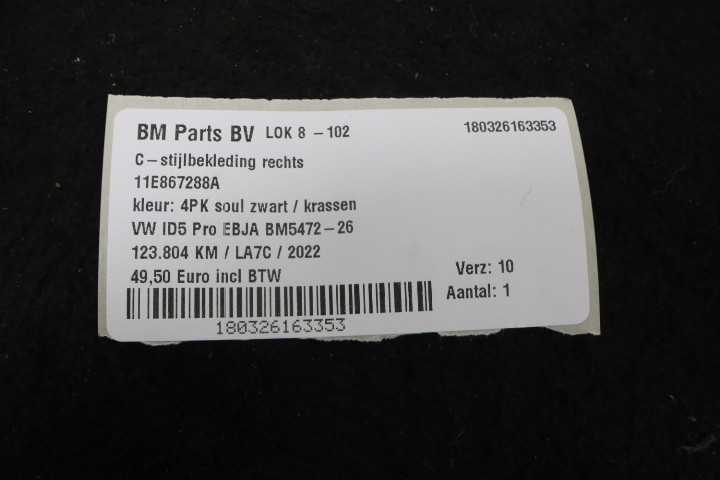 BM Parts BV LOK 8 -102 180326163353
C-stijlbekleding rechts
11E867288A
kleur: 4PK soul zwart / krassen
VW ID5 Pro EBJA BM5472-26
123.804 KM / LA7C / 2022
49,50 Euro incl BTW
Verz: 10
Aantal: 1
180326163353